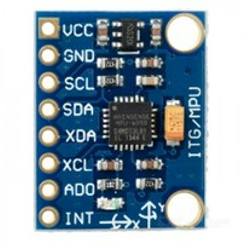 VCC
GND
SCL
SDA
XDA
XCL
ADO
INT
ITG/MPU
X
Y